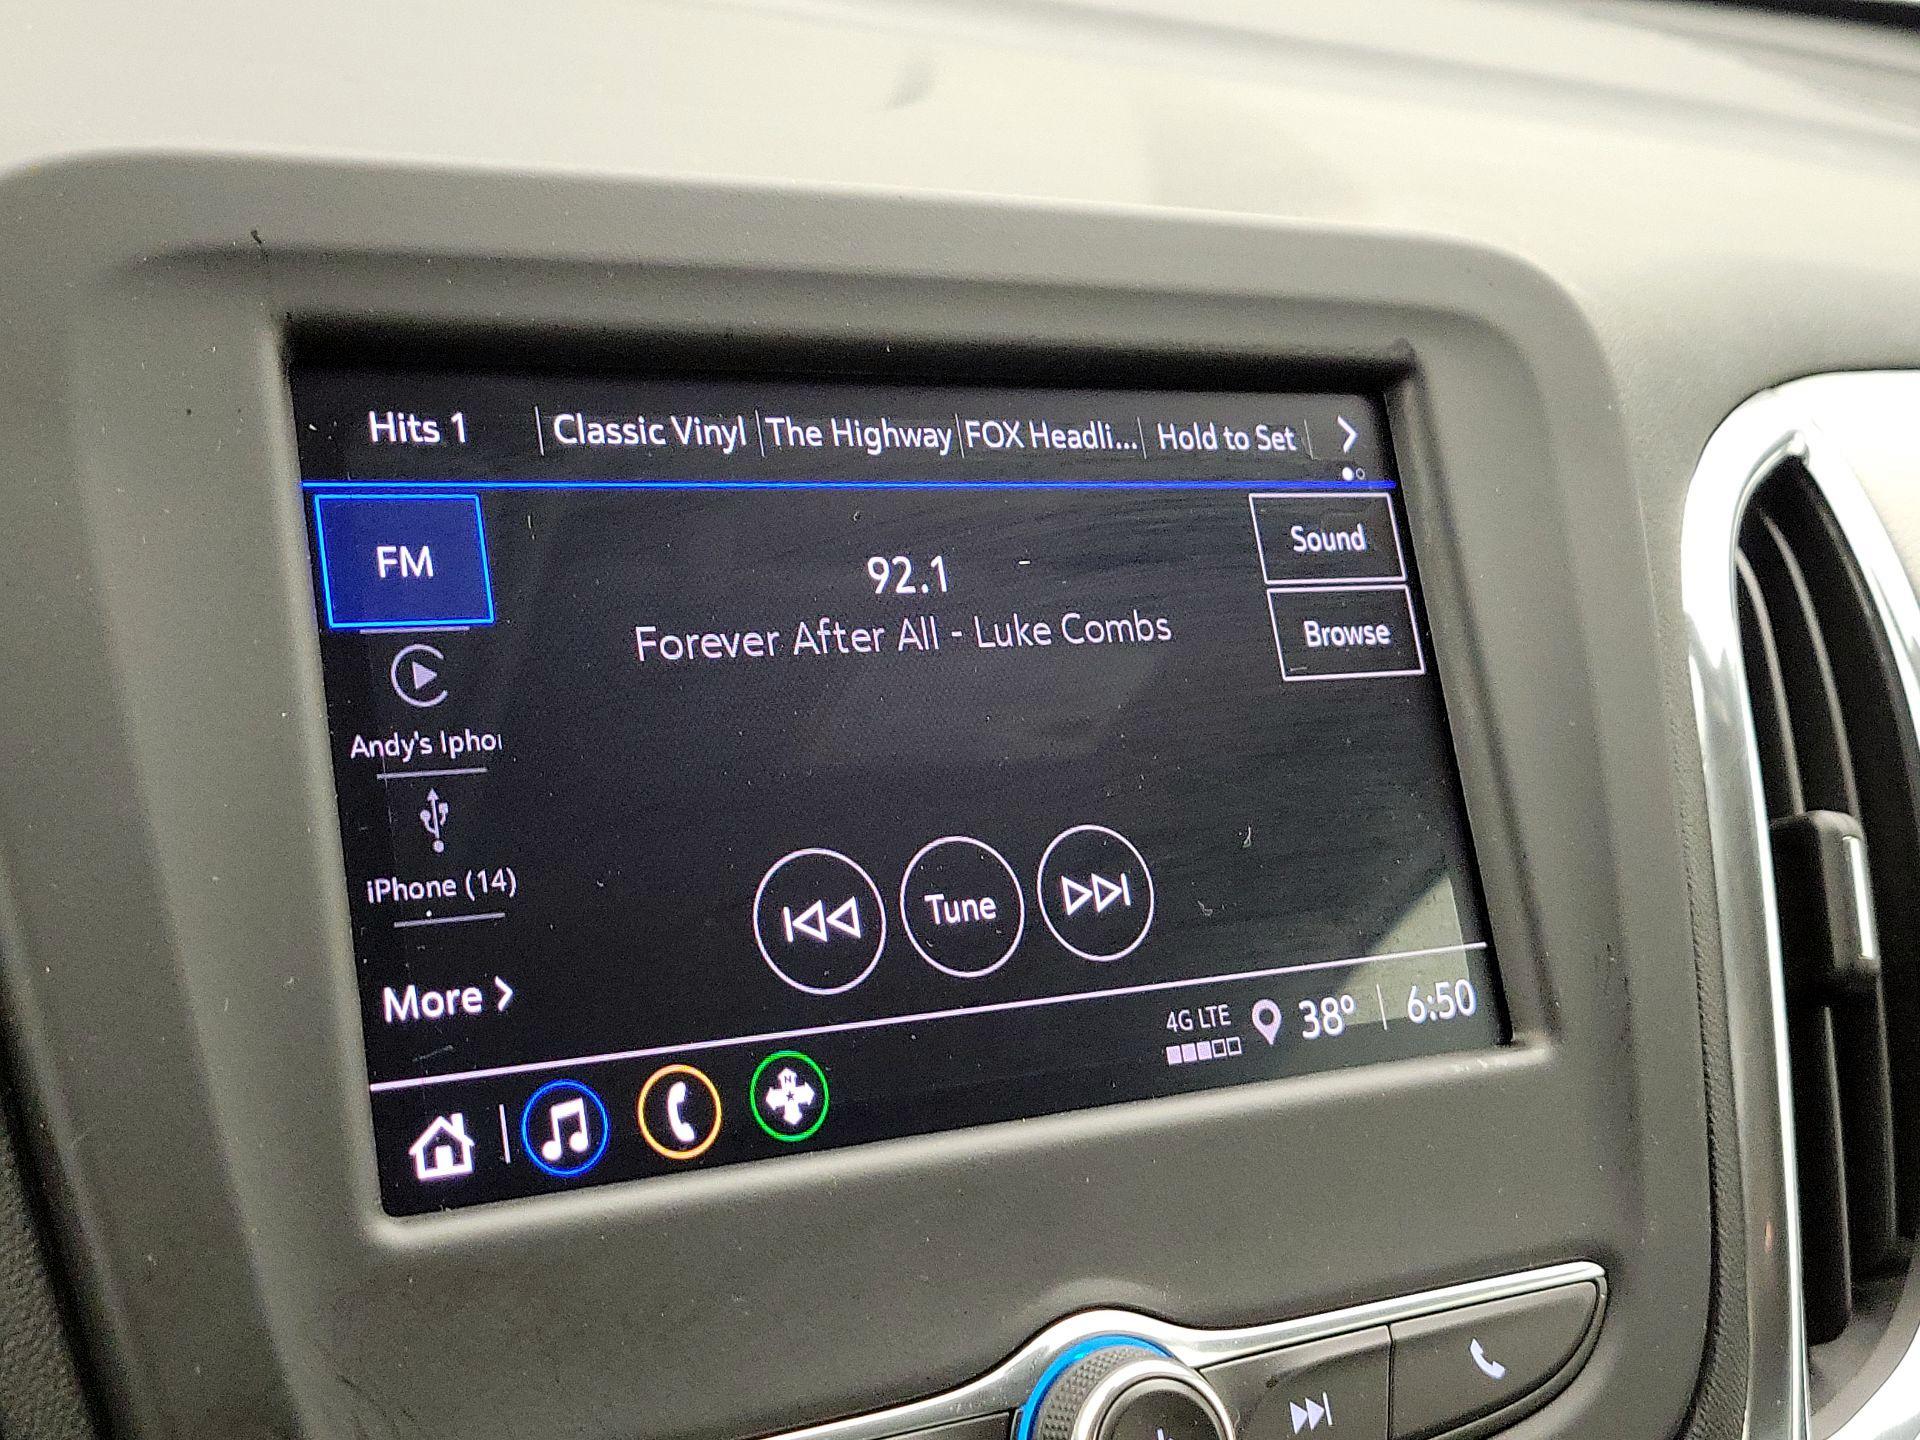 Hits 1
Classic Vinyl
The Highway
FOX Headli...
Hold to Set
FM
92.1
Sound
Forever After All - Luke Combs
Browse
Andy's Ipho
iPhone (14)
Tune
More
4G LTE
38°
6:50
N